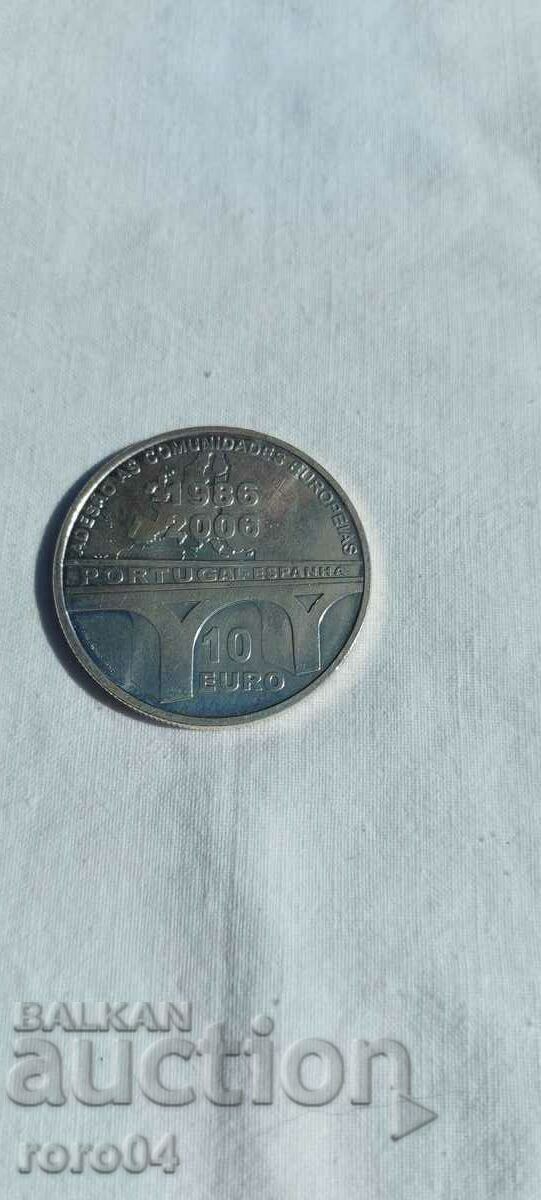 ADESÃO ÀS COMUNIDADES EUROPEIAS
1986
2006
PORTUGAL-ESPANHA
10
EURO
BALKAN
auction
roro04